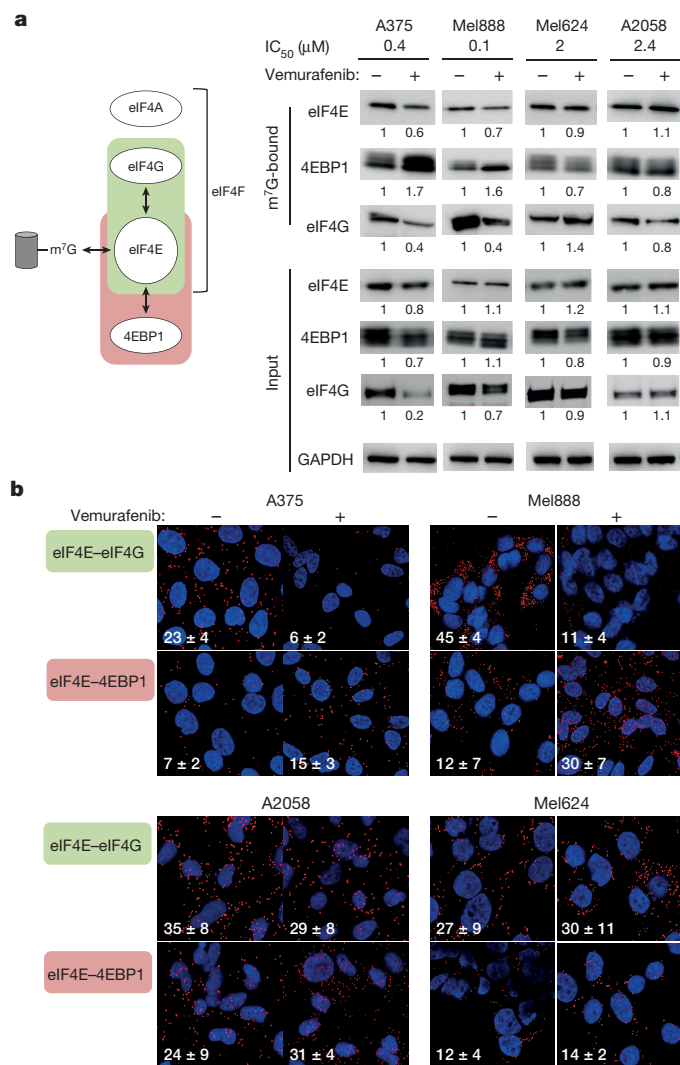 a
A375 Mel888 Mel624 A2058
IC50 (μM) 0.4 0.1 2 2.4
Vemurafenib: – + – + – + – +
eIF4A
eIF4G
eIF4E
4EBP1
eIF4F
m7G
m7G-bound
eIF4E
1 0.6 1 0.7 1 0.9 1 1.1
4EBP1
1 1.7 1 1.6 1 0.7 1 0.8
eIF4G
1 0.4 1 0.4 1 1.4 1 0.8
Input
eIF4E
1 0.8 1 1.1 1 1.2 1 1.1
4EBP1
1 0.7 1 1.1 1 0.8 1 0.9
eIF4G
1 0.2 1 0.7 1 0.9 1 1.1
GAPDH
b
A375 Mel888
Vemurafenib: – + – +
eIF4E–eIF4G
23 ± 4 6 ± 2 45 ± 4 11 ± 4
eIF4E–4EBP1
7 ± 2 15 ± 3 12 ± 7 30 ± 7
A2058 Mel624
eIF4E–eIF4G
35 ± 8 29 ± 8 27 ± 9 30 ± 11
eIF4E–4EBP1
24 ± 9 31 ± 4 12 ± 4 14 ± 2